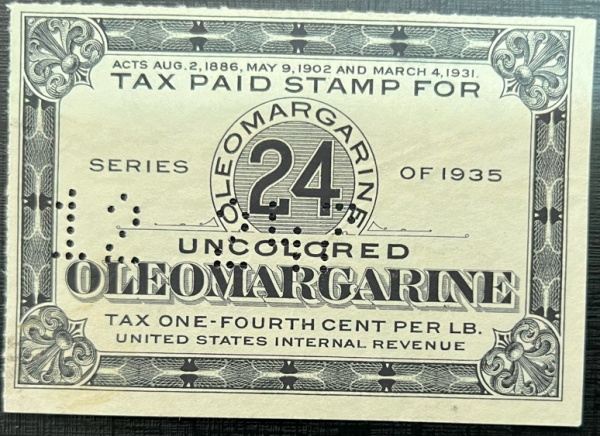 ACTS AUG. 2, 1886, MAY 9, 1902 AND MARCH 4, 1931.
TAX PAID STAMP FOR
OLEOMARGARINE
SERIES 24 OF 1935
UNCOLORED
OLEOMARGARINE
TAX ONE-FOURTH CENT PER LB.
UNITED STATES INTERNAL REVENUE
12